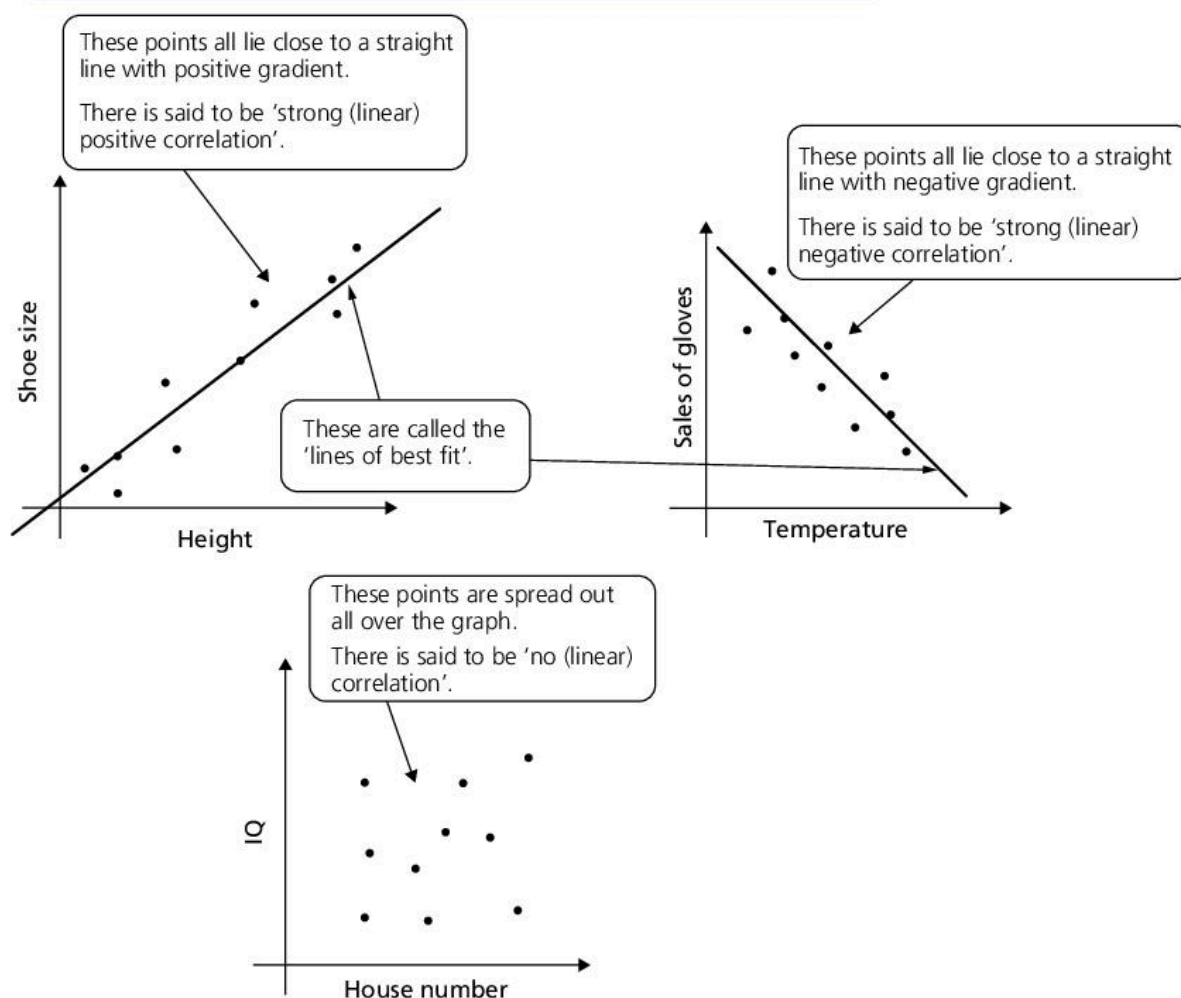 These points all lie close to a straight
line with positive gradient.
There is said to be ‘strong (linear)
positive correlation’.
These points all lie close to a straight
line with negative gradient.
There is said to be ‘strong (linear)
negative correlation’.
Shoe size
Height
These are called the
‘lines of best fit’.
Sales of gloves
Temperature
These points are spread out
all over the graph.
There is said to be ‘no (linear)
correlation’.
IQ
House number